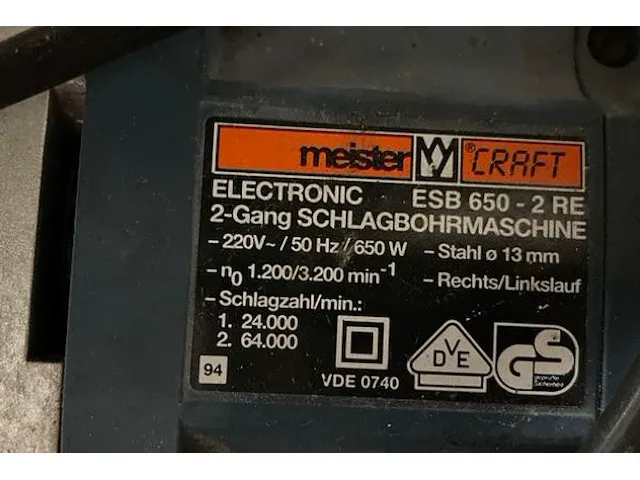 meister ® CRAFT
ELECTRONIC ESB 650 - 2 RE
2-Gang SCHLAGBOHRMASCHINE
– 220V~ / 50 Hz / 650 W – Stahl ø 13 mm
– n0 1.200/3.200 min-1 – Rechts/Linkslauf
– Schlagzahl/min.:
1. 24.000
2. 64.000
94
VDE 0740
DVE
GS
geprüfte
Sicherheit